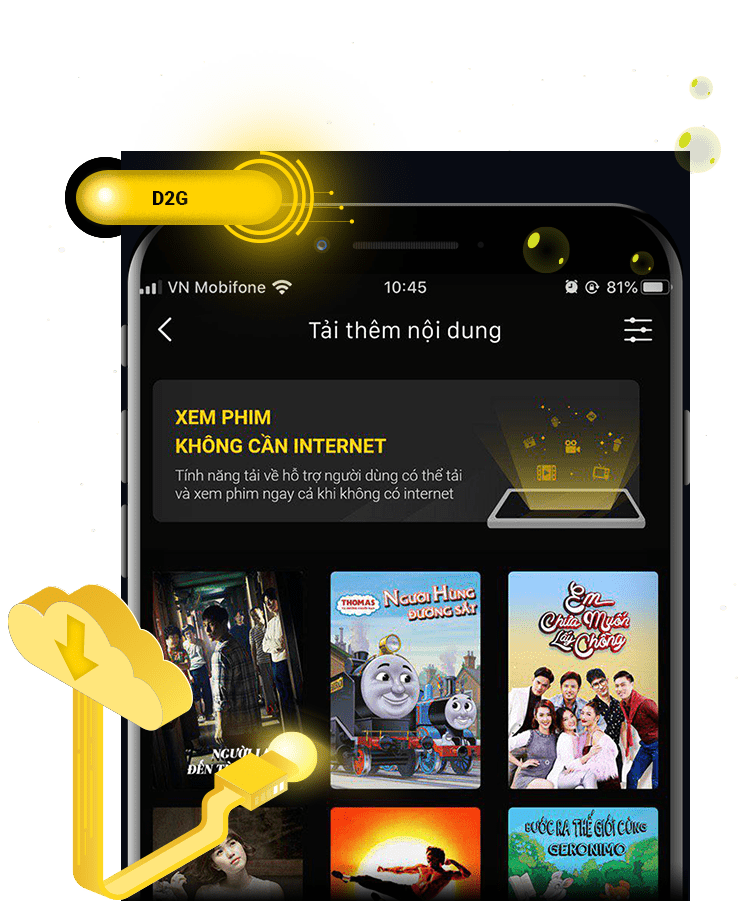 D2G
VN Mobifone
10:45
81%
Tải thêm nội dung
XEM PHIM
KHÔNG CẦN INTERNET
Tính năng tải về hỗ trợ người dùng có thể tải
và xem phim ngay cả khi không có internet
THOMAS
NGƯỜI HÙNG
ĐƯỜNG SẮT
Em
Chưa Muốn
Lấy Chồng
NGƯỜI
ĐẾN
BƯỚC RA THẾ GIỚI CÙNG
GERONIMO